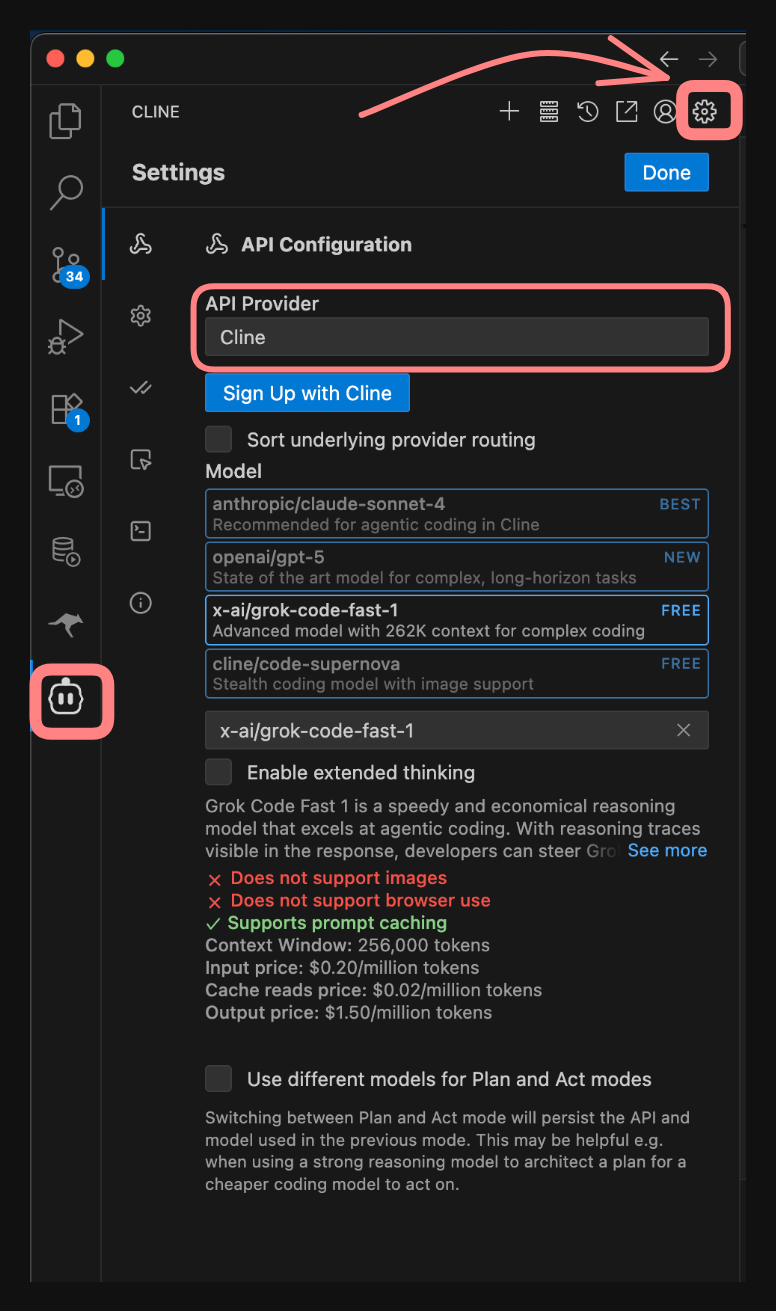 CLINE
Settings
Done
API Configuration
API Provider
Cline
34
Sign Up with Cline
1
Sort underlying provider routing
Model
anthropic/claude-sonnet-4 BEST
Recommended for agentic coding in Cline
openai/gpt-5 NEW
State of the art model for complex, long-horizon tasks
x-ai/grok-code-fast-1 FREE
Advanced model with 262K context for complex coding
cline/code-supernova FREE
Stealth coding model with image support
x-ai/grok-code-fast-1
Enable extended thinking
Grok Code Fast 1 is a speedy and economical reasoning
model that excels at agentic coding. With reasoning traces
visible in the response, developers can steer Gro See more
Does not support images
Does not support browser use
Supports prompt caching
Context Window: 256,000 tokens
Input price: $0.20/million tokens
Cache reads price: $0.02/million tokens
Output price: $1.50/million tokens
Use different models for Plan and Act modes
Switching between Plan and Act mode will persist the API and
model used in the previous mode. This may be helpful e.g.
when using a strong reasoning model to architect a plan for a
cheaper coding model to act on.